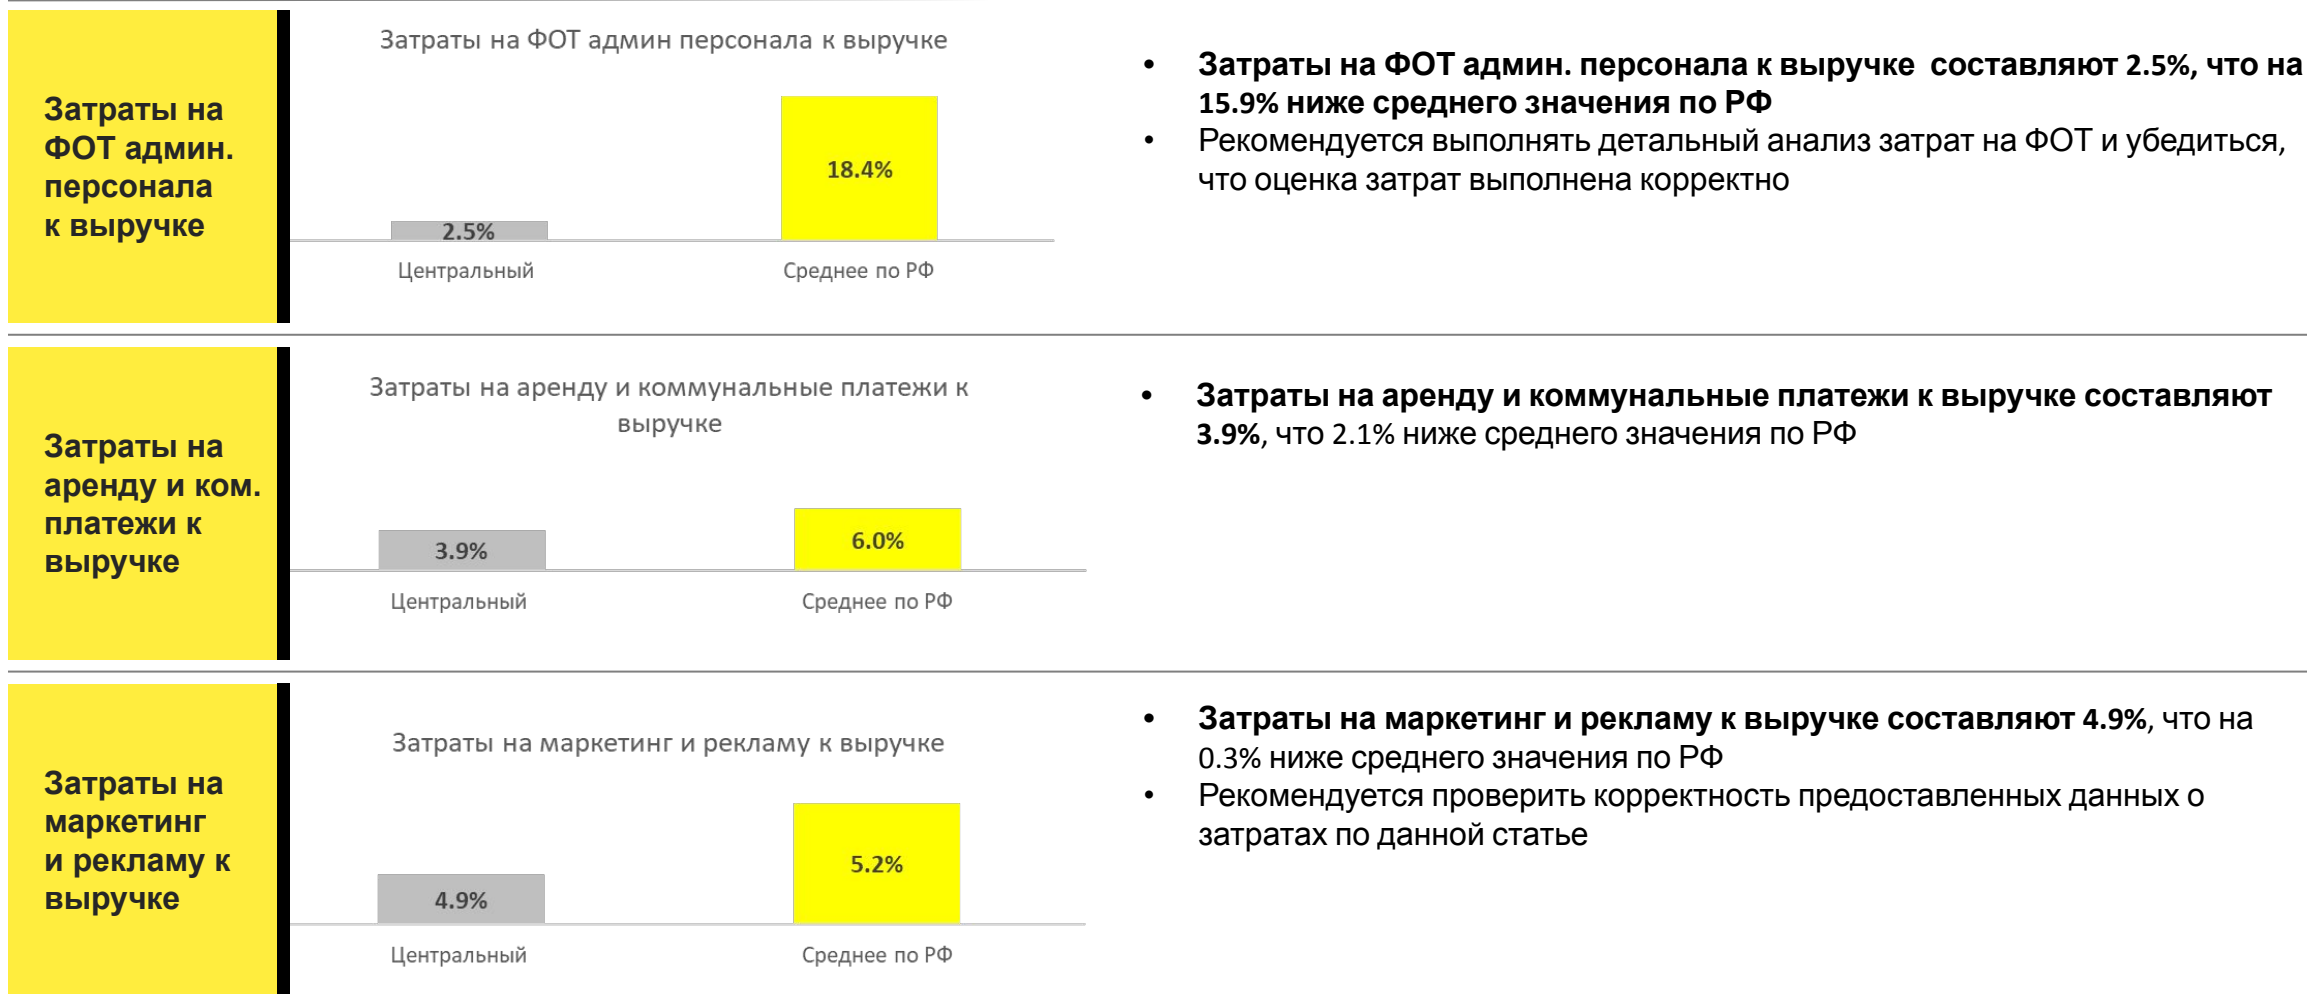 Затраты на
ФОТ админ.
персонала
к выручке
Затраты на ФОТ админ персонала к выручке
2.5%
18.4%
Центральный
Среднее по РФ
• Затраты на ФОТ админ. персонала к выручке составляют 2.5%, что на
15.9% ниже среднего значения по РФ
• Рекомендуется выполнять детальный анализ затрат на ФОТ и убедиться,
что оценка затрат выполнена корректно
Затраты на
аренду и ком.
платежи к
выручке
Затраты на аренду и коммунальные платежи к
выручке
3.9%
6.0%
Центральный
Среднее по РФ
• Затраты на аренду и коммунальные платежи к выручке составляют
3.9%, что 2.1% ниже среднего значения по РФ
Затраты на
маркетинг
и рекламу к
выручке
Затраты на маркетинг и рекламу к выручке
4.9%
5.2%
Центральный
Среднее по РФ
• Затраты на маркетинг и рекламу к выручке составляют 4.9%, что на
0.3% ниже среднего значения по РФ
• Рекомендуется проверить корректность предоставленных данных о
затратах по данной статье